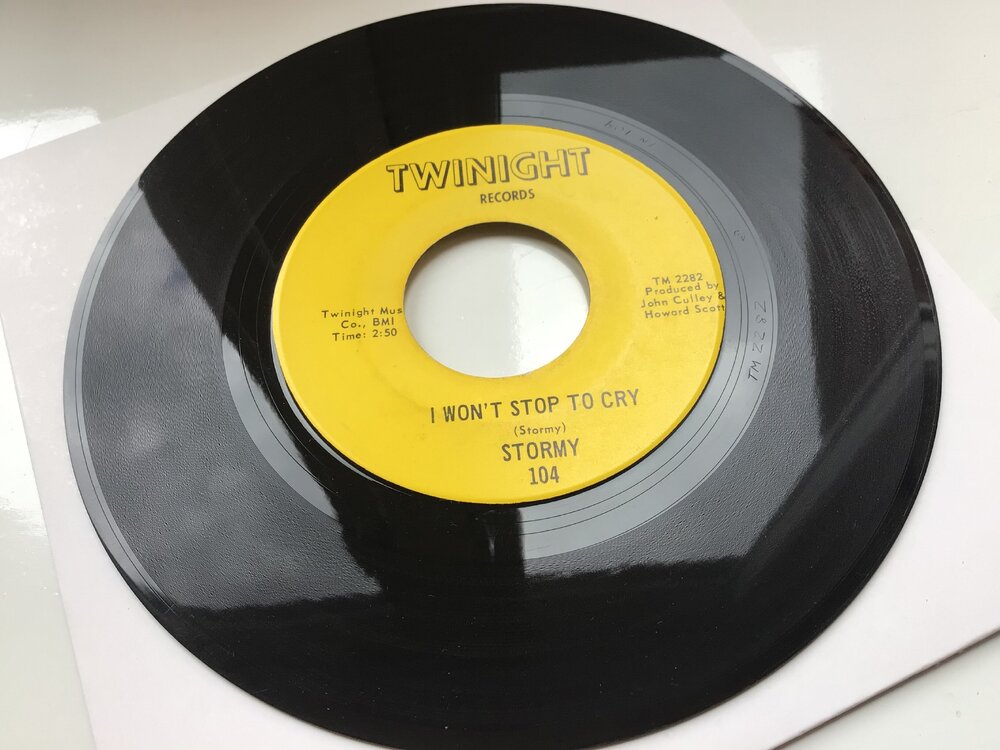 TWINIGHT
RECORDS
Twinight Mus
Co., BMI
Time: 2:50
TM 2282
Produced by
John Culley &
Howard Scott
I WON'T STOP TO CRY
(Stormy)
STORMY
104
TM 2282